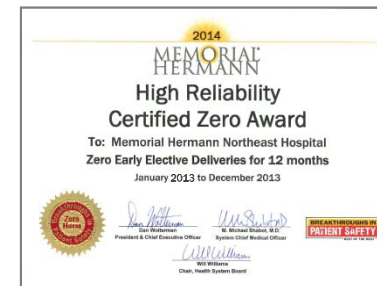 2014
MEMORIAL
HERMANN
High Reliability
Certified Zero Award
To: Memorial Hermann Northeast Hospital
Zero Early Elective Deliveries for 12 months
January 2013 to December 2013
Zero
Harm
Dan Wolterman
President & Chief Executive Officer
M. Michael Shabot, M.D.
System Chief Medical Officer
Will Williams
Chair, Health System Board
BREAKTHROUGHS IN
PATIENT SAFETY